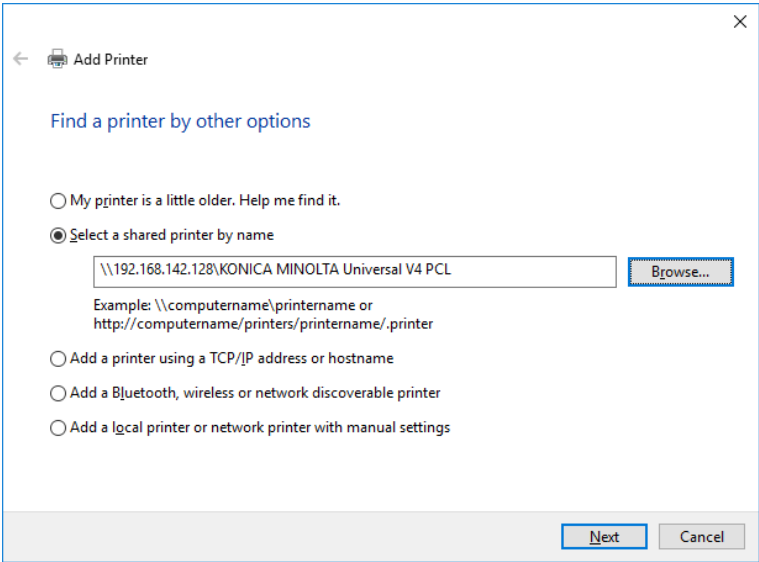 Add Printer
Find a printer by other options
My printer is a little older. Help me find it.
Select a shared printer by name
\\192.168.142.128\KONICA MINOLTA Universal V4 PCL
Browse...
Example: \\computername\printername or
http://computername/printers/printername/.printer
Add a printer using a TCP/IP address or hostname
Add a Bluetooth, wireless or network discoverable printer
Add a local printer or network printer with manual settings
Next
Cancel